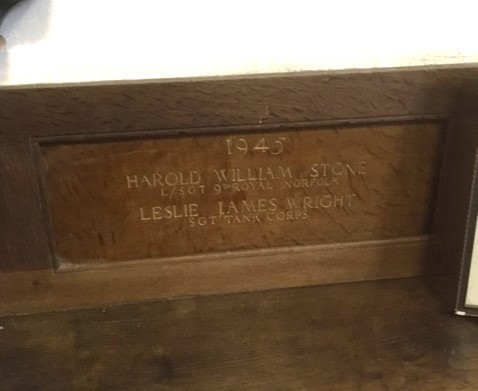 1945
HAROLD WILLIAM STONE
L/SGT 9TH ROYAL NORFOLK
LESLIE JAMES WRIGHT
SGT TANK CORPS